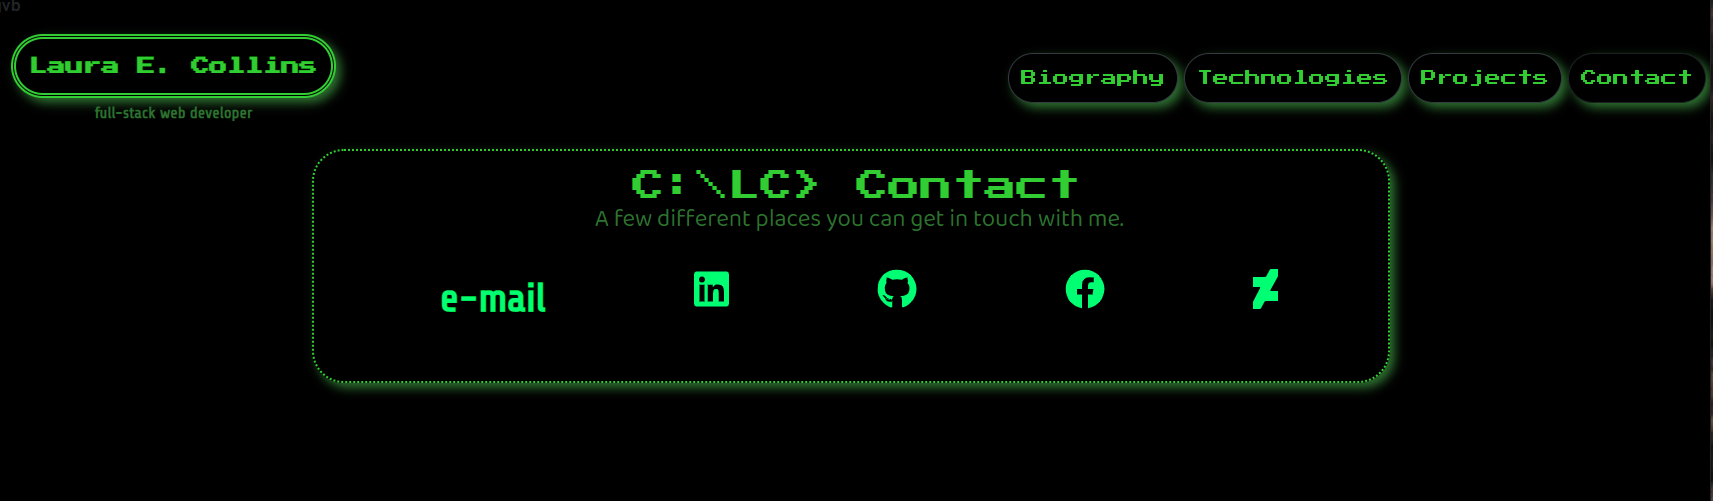 Laura E. Collins
full-stack web developer
Biography Technologies Projects Contact
C:\LC> Contact
A few different places you can get in touch with me.
e-mail
in